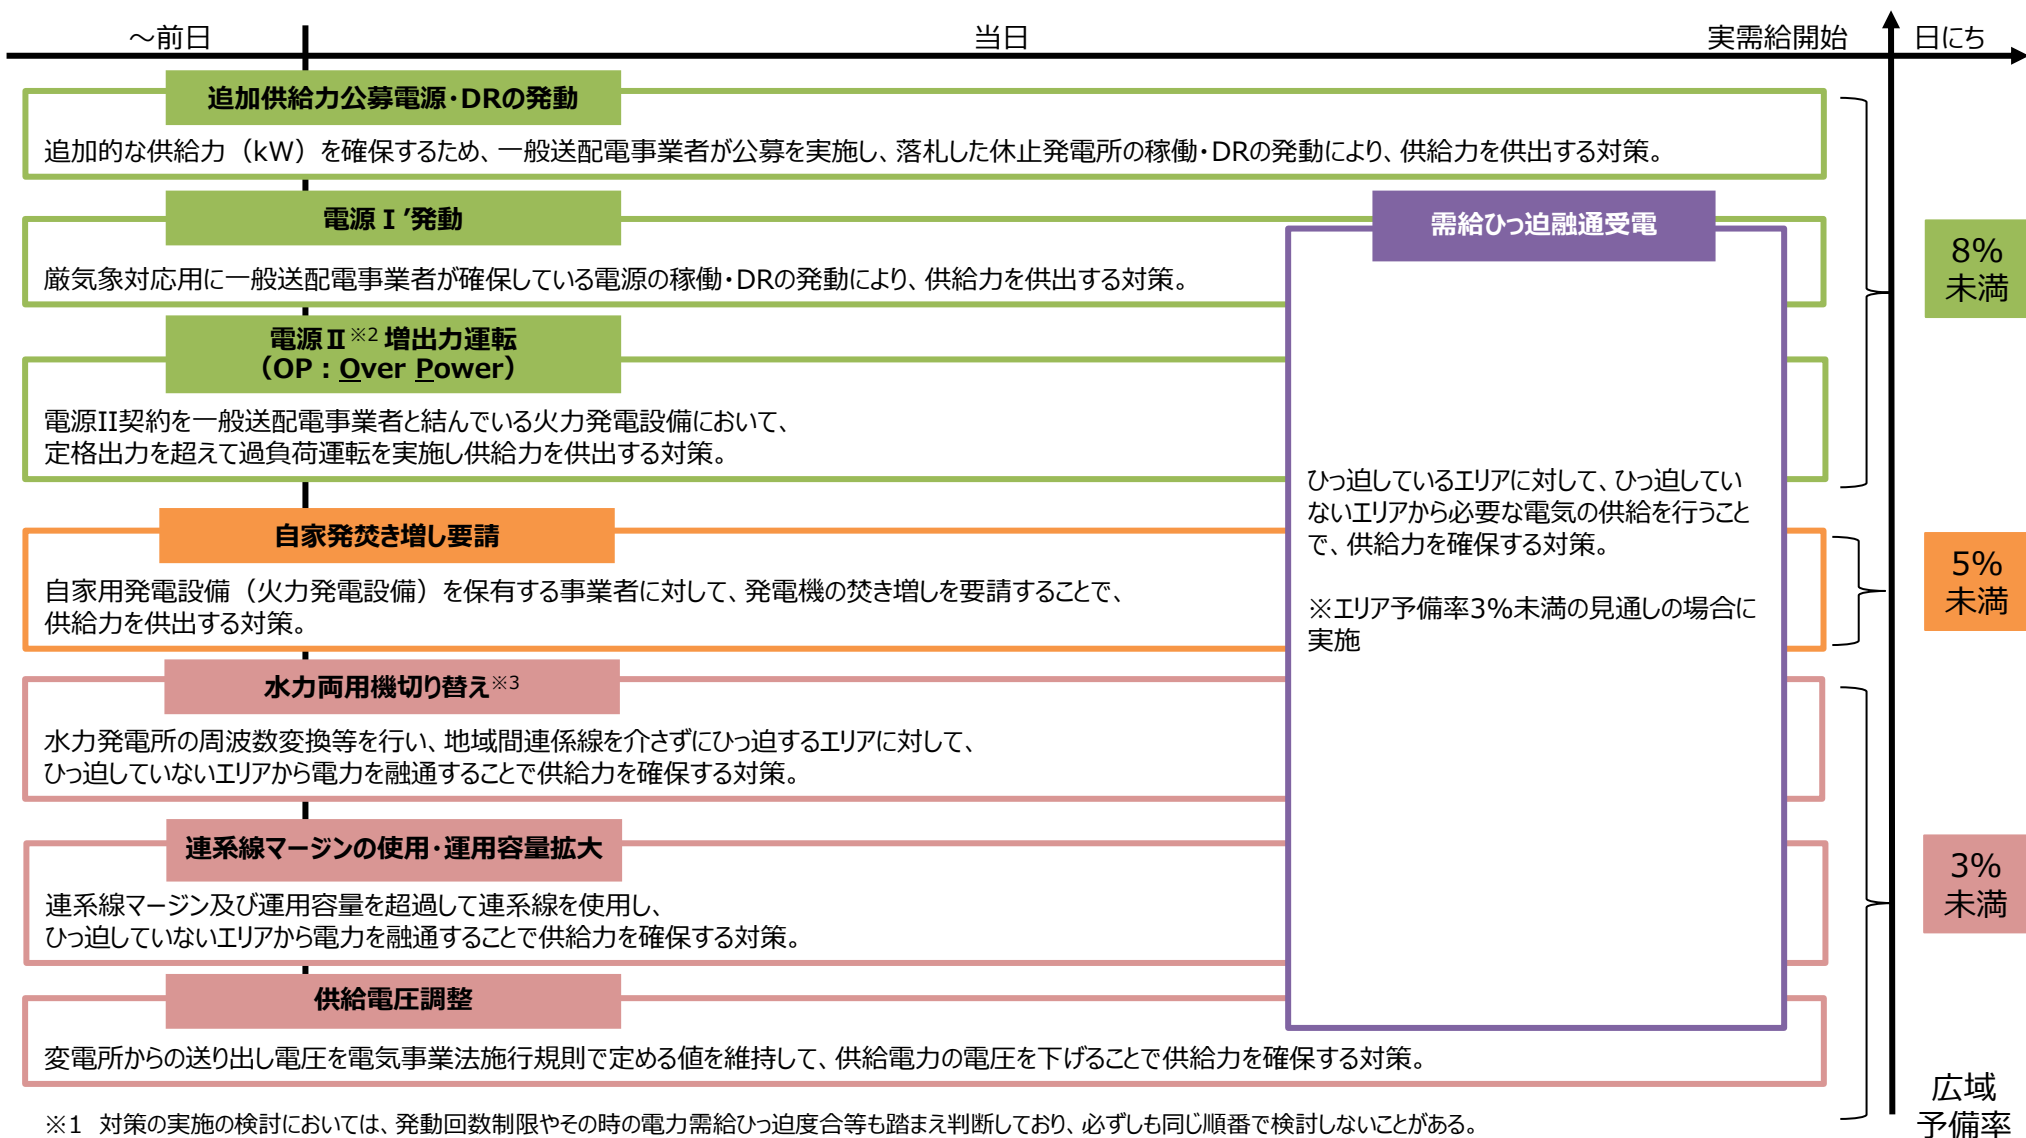 ～前日
当日
実需給開始
日にち
追加供給力公募電源・DRの発動
追加的な供給力（kW）を確保するため、一般送配電事業者が公募を実施し、落札した休止発電所の稼働・DRの発動により、供給力を供出する対策。
電源Ⅰ’発動
厳気象対応用に一般送配電事業者が確保している電源の稼働・DRの発動により、供給力を供出する対策。
電源Ⅱ※2 増出力運転
（OP：Over Power）
電源II契約を一般送配電事業者と結んでいる火力発電設備において、
定格出力を超えて過負荷運転を実施し供給力を供出する対策。
8%
未満
需給ひっ迫融通受電
ひっ迫しているエリアに対して、ひっ迫してい
ないエリアから必要な電気の供給を行うこと
で、供給力を確保する対策。
※エリア予備率3%未満の見通しの場合に
実施
自家発焚き増し要請
自家用発電設備（火力発電設備）を保有する事業者に対して、発電機の焚き増しを要請することで、
供給力を供出する対策。
5%
未満
水力両用機切り替え※3
水力発電所の周波数変換等を行い、地域間連係線を介さずにひっ迫するエリアに対して、
ひっ迫していないエリアから電力を融通することで供給力を確保する対策。
連系線マージンの使用・運用容量拡大
連系線マージン及び運用容量を超過して連系線を使用し、
ひっ迫していないエリアから電力を融通することで供給力を確保する対策。
3%
未満
供給電圧調整
変電所からの送り出し電圧を電気事業法施行規則で定める値を維持して、供給電力の電圧を下げることで供給力を確保する対策。
広域
予備率
※1 対策の実施の検討においては、発動回数制限やその時の電力需給ひっ迫度合等も踏まえ判断しており、必ずしも同じ順番で検討しないことがある。